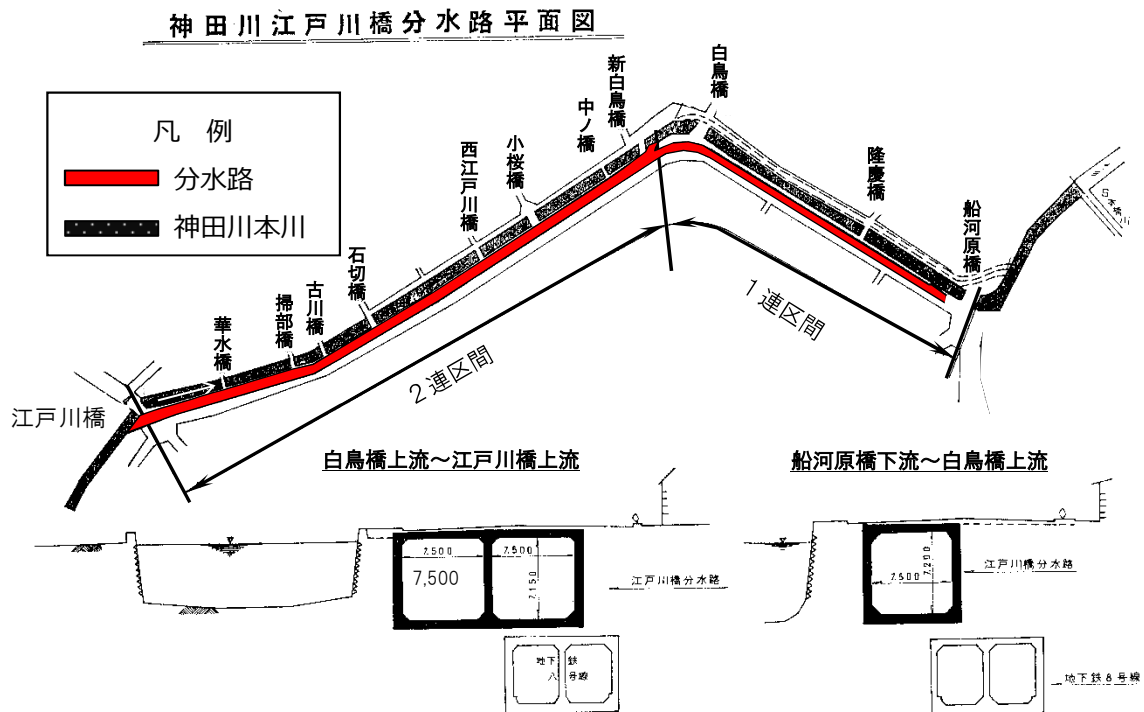 神田川江戸川橋分水路平面図
凡 例
分水路
神田川本川
江戸川橋
華水橋
掃部橋
古川橋
石切橋
西江戸川橋
小桜橋
中ノ橋
新白鳥橋
白鳥橋
隆慶橋
船河原橋
日本橋川
2連区間
1連区間
白鳥橋上流~江戸川橋上流
7,500
7,500
7,500
7,150
江戸川橋分水路
地下鉄
八号線
船河原橋下流~白鳥橋上流
7,500
7,200
江戸川橋分水路
地下鉄8号線